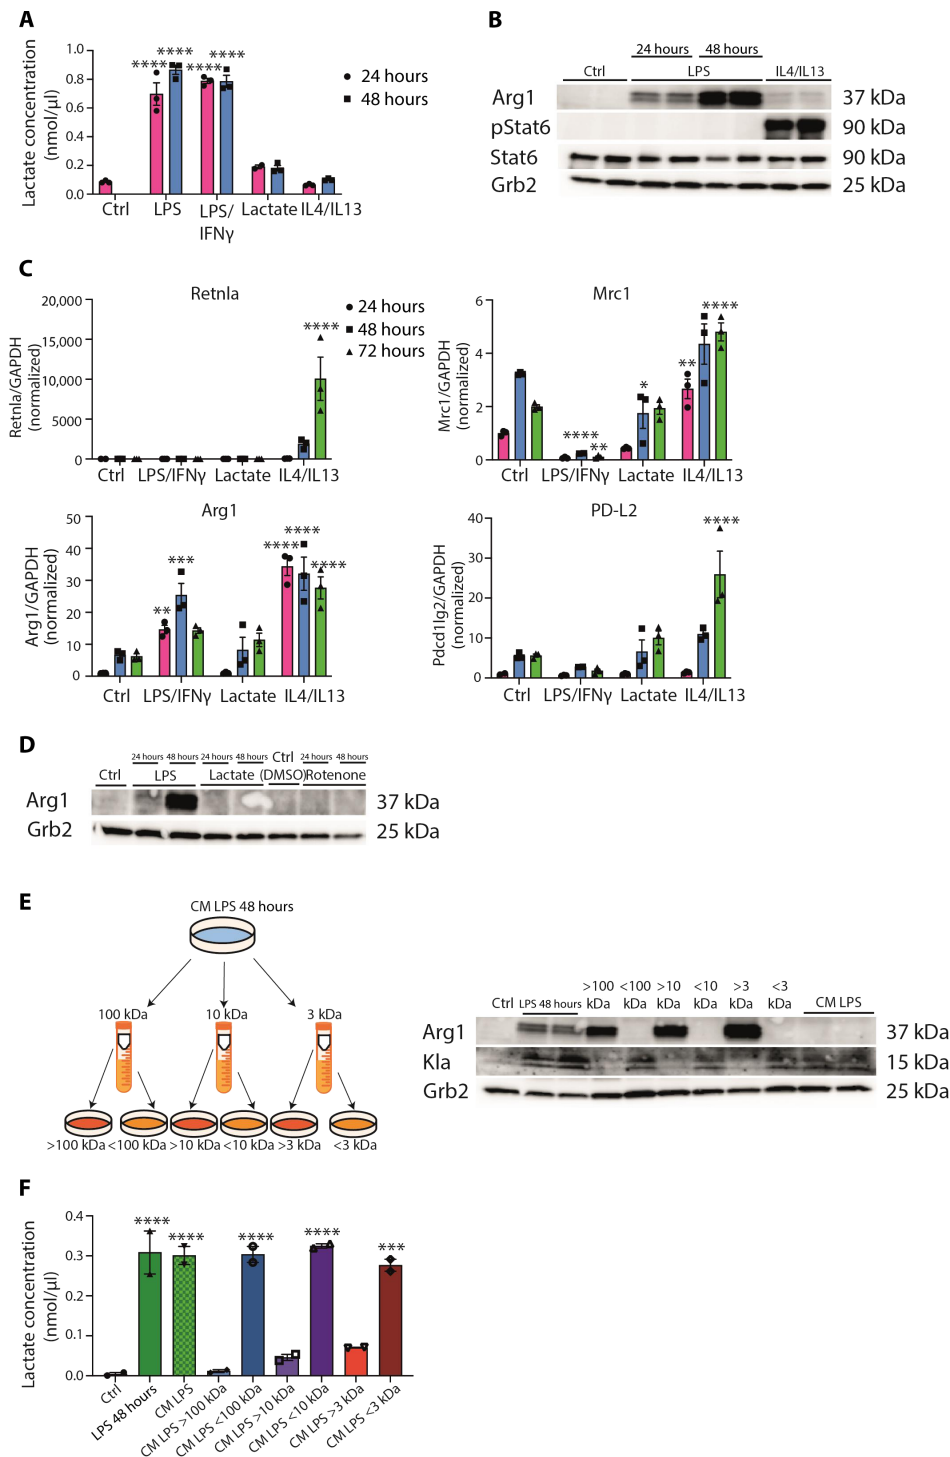 A
Lactate concentration
(nmol/µl)
1.0
0.8
0.6
0.4
0.2
0.0
****
****
****
****
24 hours
48 hours
Ctrl
LPS
LPS/
IFNγ
Lactate
IL4/IL13
B
24 hours
48 hours
Ctrl
LPS
IL4/IL13
Arg1
37 kDa
pStat6
90 kDa
Stat6
90 kDa
Grb2
25 kDa
C
Retnla
Retnla/GAPDH
(normalized)
20,000
15,000
10,000
5000
0
****
24 hours
48 hours
72 hours
Ctrl
LPS/IFNγ
Lactate
IL4/IL13
Mrc1
Mrc1/GAPDH
(normalized)
6
4
2
0
****
**
*
**
****
Ctrl
LPS/IFNγ
Lactate
IL4/IL13
Arg1
Arg1/GAPDH
(normalized)
50
40
30
20
10
0
**
***
****
****
****
Ctrl
LPS/IFNγ
Lactate
IL4/IL13
PD-L2
Pdcd1lg2/GAPDH
(normalized)
40
30
20
10
0
****
Ctrl
LPS/IFNγ
Lactate
IL4/IL13
D
24 hours
48 hours
24 hours
48 hours
Ctrl
24 hours
48 hours
Ctrl
LPS
Lactate
(DMSO)
Rotenone
Arg1
37 kDa
Grb2
25 kDa
E
CM LPS 48 hours
100 kDa
10 kDa
3 kDa
>100 kDa
<100 kDa
>10 kDa
<10 kDa
>3 kDa
<3 kDa
Ctrl
LPS 48 hours
>100
kDa
<100
kDa
>10
kDa
<10
kDa
>3
kDa
<3
kDa
CM LPS
Arg1
37 kDa
Kla
15 kDa
Grb2
25 kDa
F
Lactate concentration
(nmol/µl)
0.4
0.3
0.2
0.1
0.0
****
****
****
****
***
Ctrl
LPS 48 hours
CM LPS
CM LPS >100 kDa
CM LPS <100 kDa
CM LPS >10 kDa
CM LPS <10 kDa
CM LPS >3 kDa
CM LPS <3 kDa